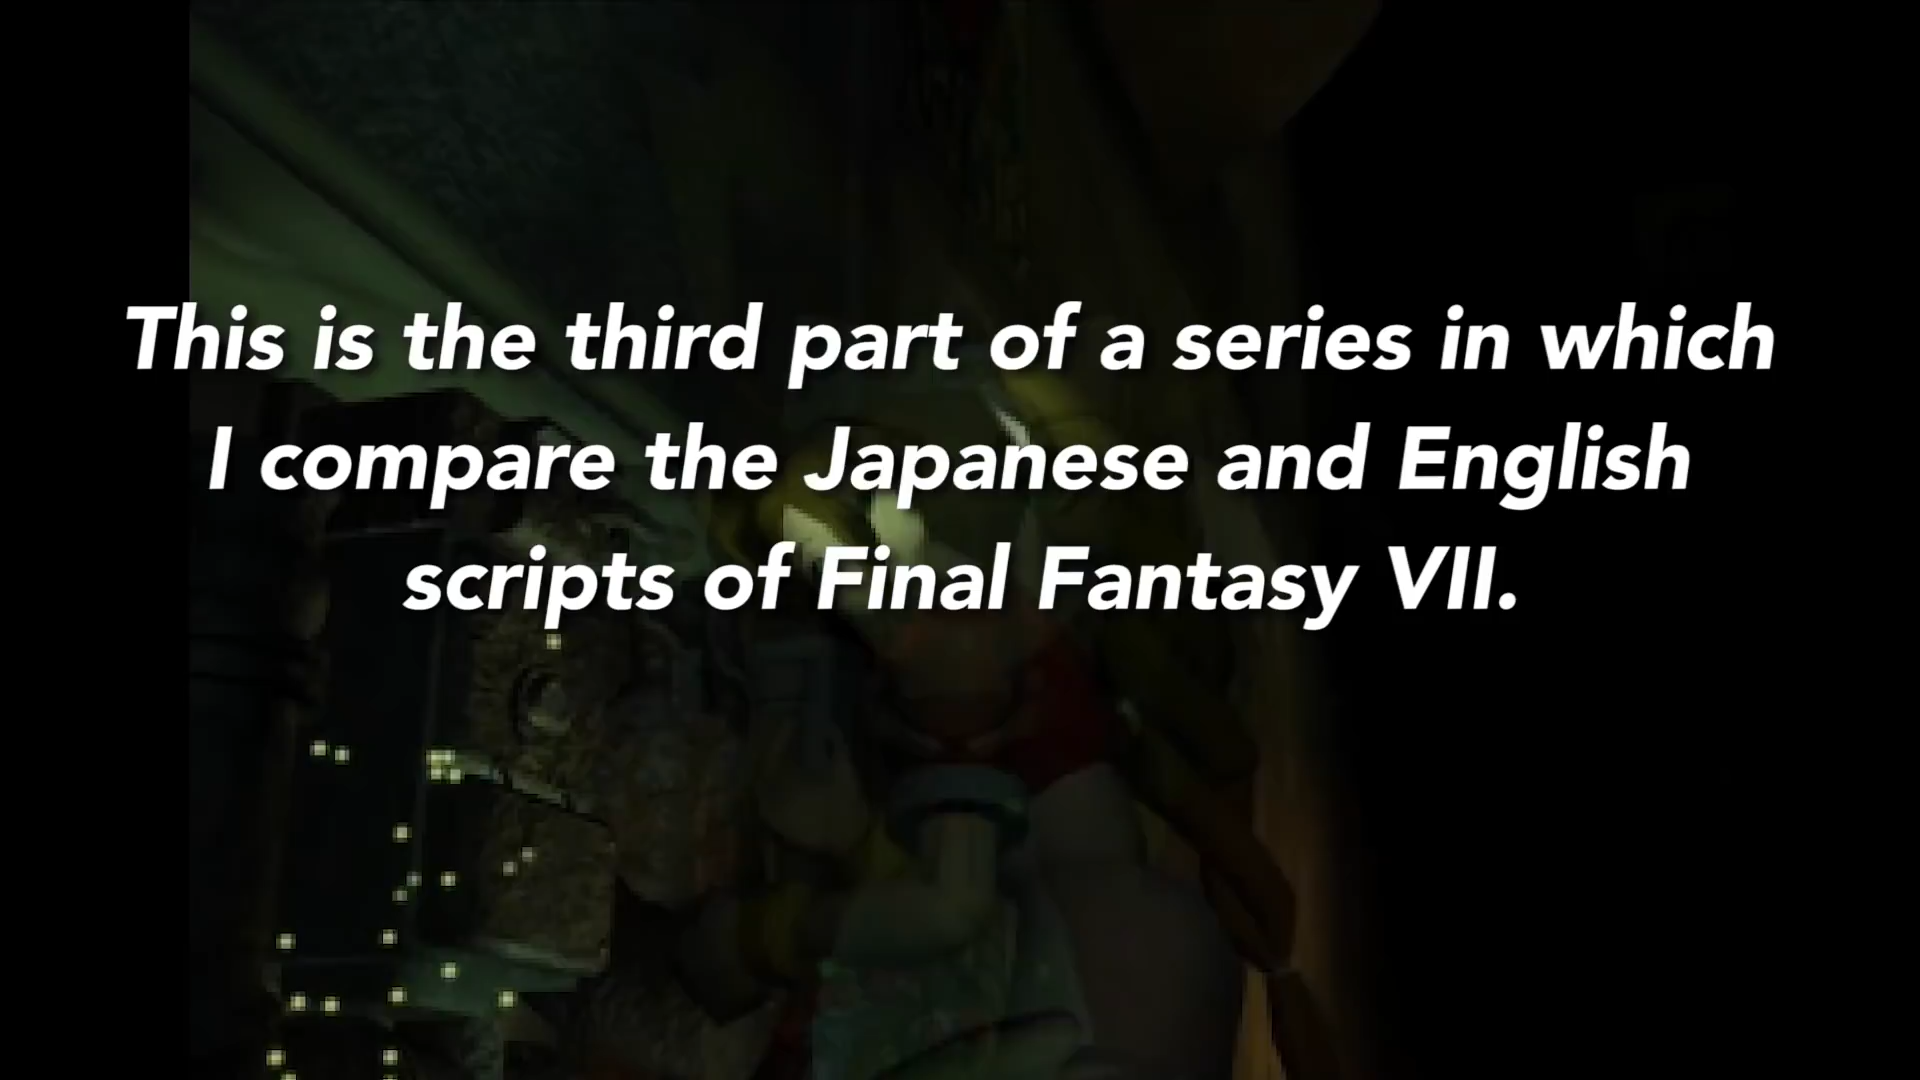 This is the third part of a series in which
I compare the Japanese and English
scripts of Final Fantasy VII.